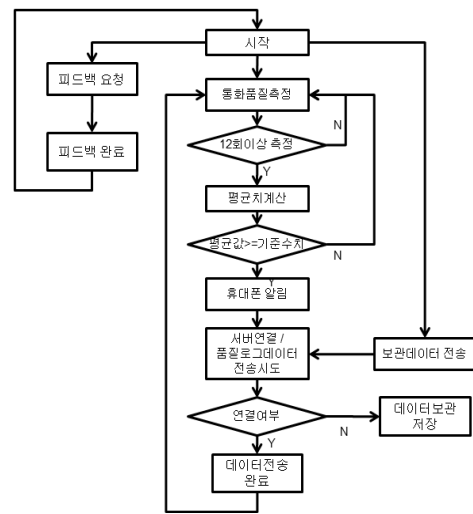 시작
피드백 요청
통화품질측정
N
12회이상 측정
피드백 완료
Y
평균치계산
평균값>=기준수치
N
Y
휴대폰 알림
서버연결 /
품질로그데이터
전송시도
보관데이터 전송
연결여부
N
데이터보관
저장
Y
데이터전송
완료